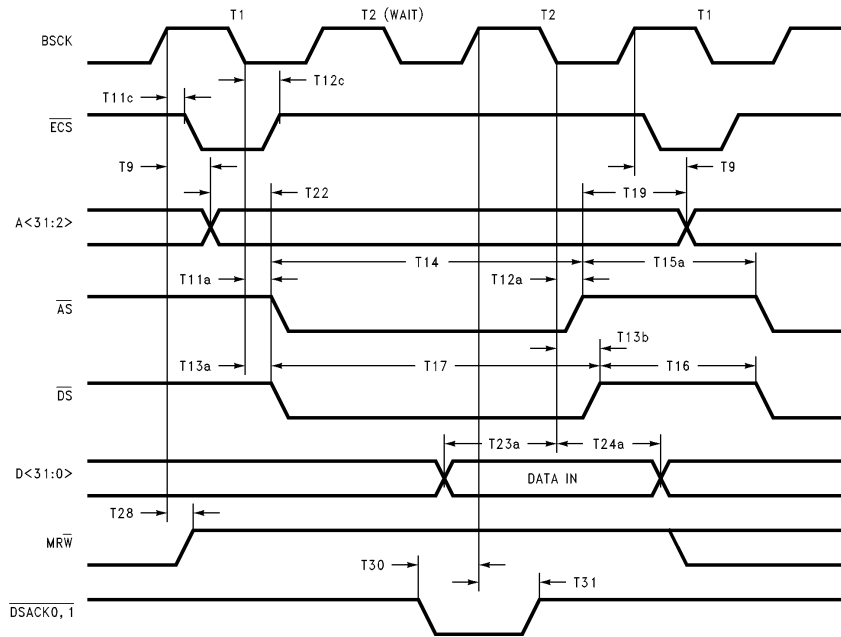 T1 T2 (WAIT) T2 T1
BSCK
T11c T12c
ECS
T9 T9
T22 T19
A<31:2>
T14 T15a
T11a T12a
AS
T13b
T13a T17 T16
DS
T23a T24a
D<31:0> DATA IN
T28
MRW
T30 T31
DSACK0, 1